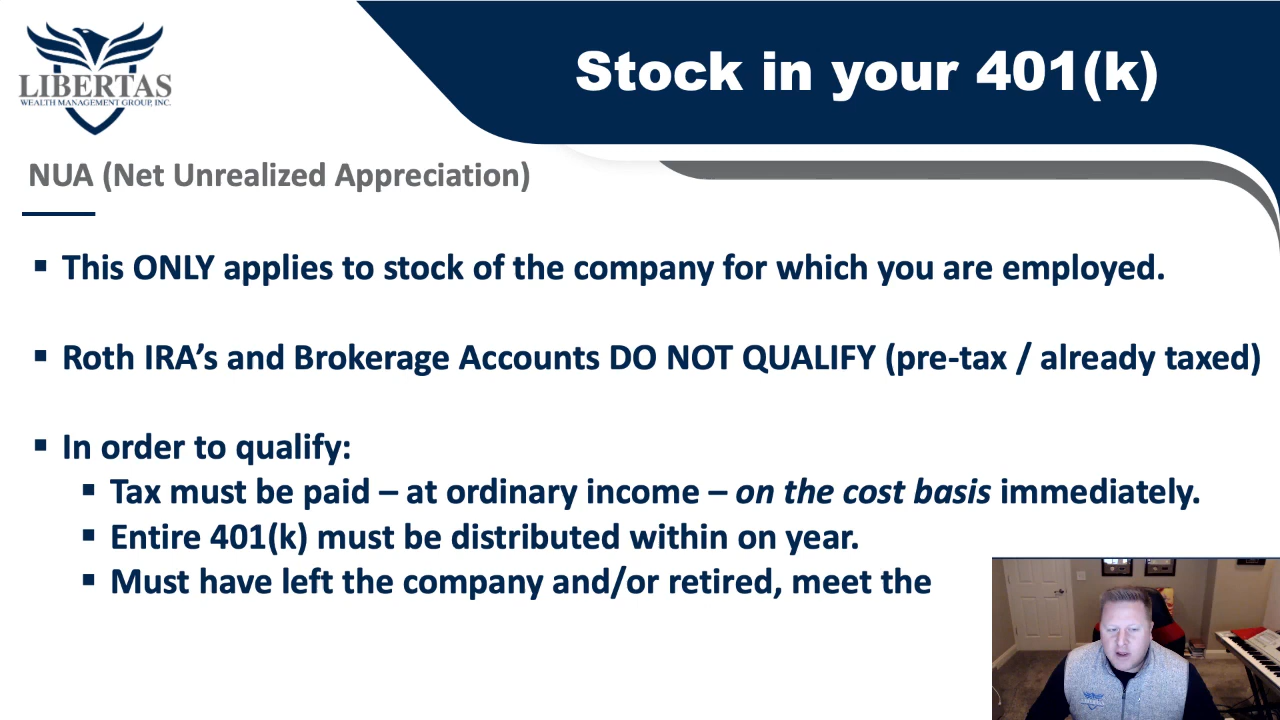 LIBERTAS
WEALTH MANAGEMENT GROUP, INC.
Stock in your 401(k)
NUA (Net Unrealized Appreciation)
▪ This ONLY applies to stock of the company for which you are employed.
▪ Roth IRA’s and Brokerage Accounts DO NOT QUALIFY (pre-tax / already taxed)
▪ In order to qualify:
▪ Tax must be paid – at ordinary income – on the cost basis immediately.
▪ Entire 401(k) must be distributed within on year.
▪ Must have left the company and/or retired, meet the